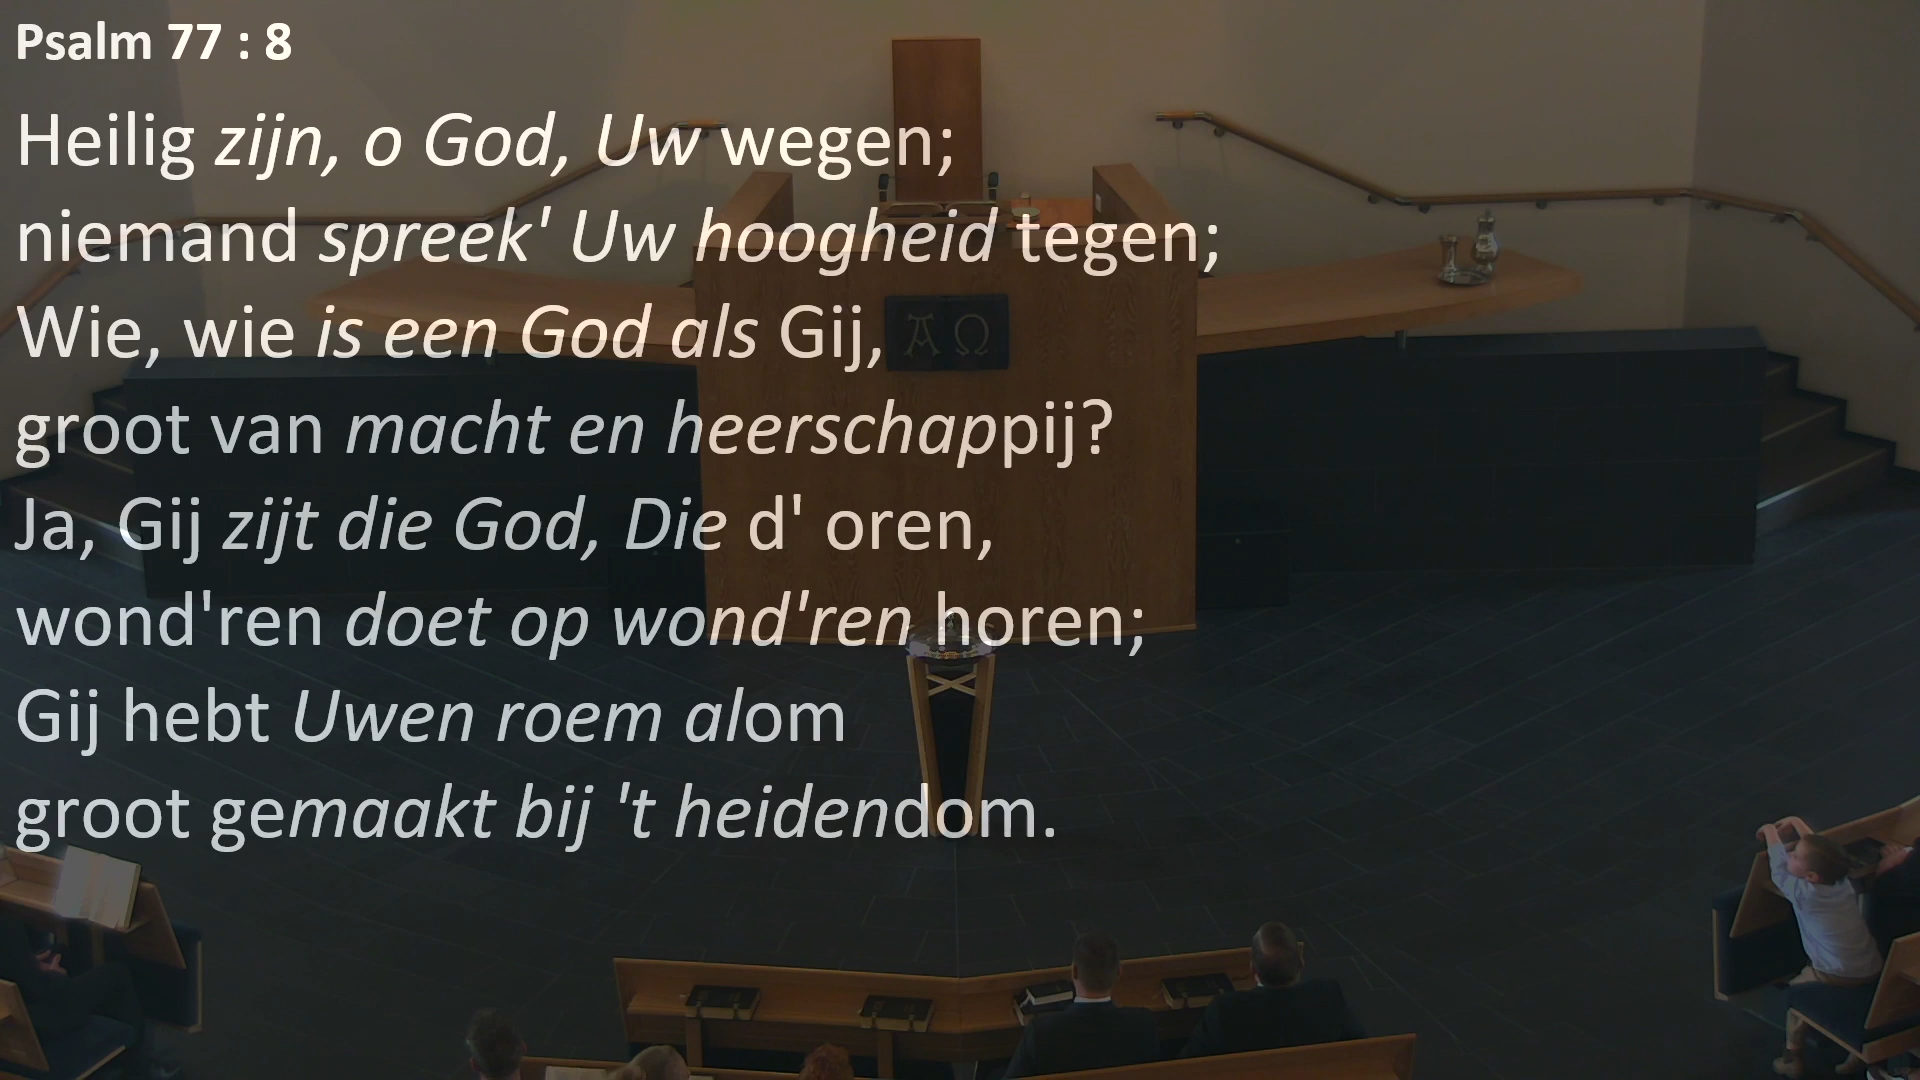 Psalm 77 : 8
Heilig zijn, o God, Uw wegen;
niemand spreek' Uw hoogheid tegen;
Wie, wie is een God als Gij,
groot van macht en heerschappij?
Ja, Gij zijt die God, Die d' oren,
wond'ren doet op wond'ren horen;
Gij hebt Uwen roem alom
groot gemaakt bij 't heidendom.
Α Ω